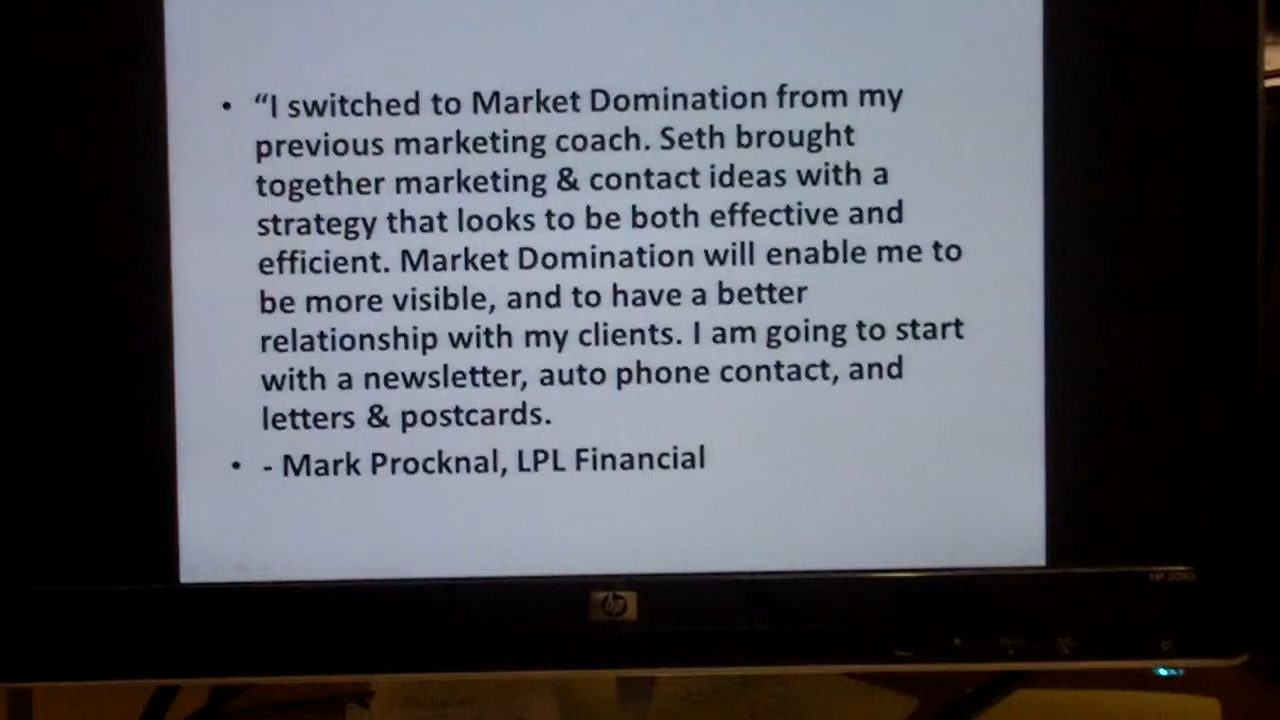 • “I switched to Market Domination from my
previous marketing coach. Seth brought
together marketing & contact ideas with a
strategy that looks to be both effective and
efficient. Market Domination will enable me to
be more visible, and to have a better
relationship with my clients. I am going to start
with a newsletter, auto phone contact, and
letters & postcards.
• - Mark Procknal, LPL Financial
hp
HP